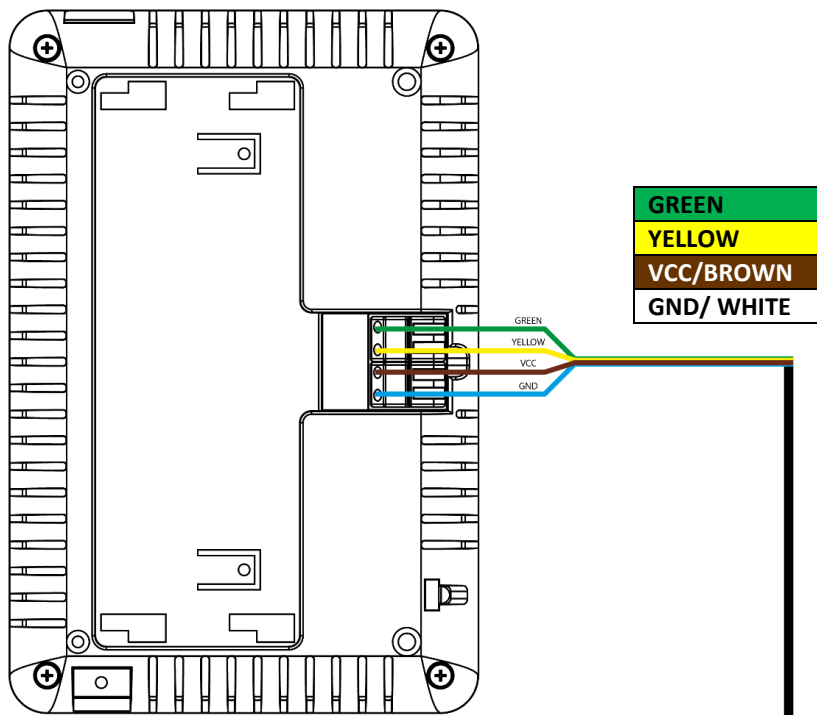 GREEN
YELLOW
VCC/BROWN
GND/ WHITE
GREEN
YELLOW
VCC
GND